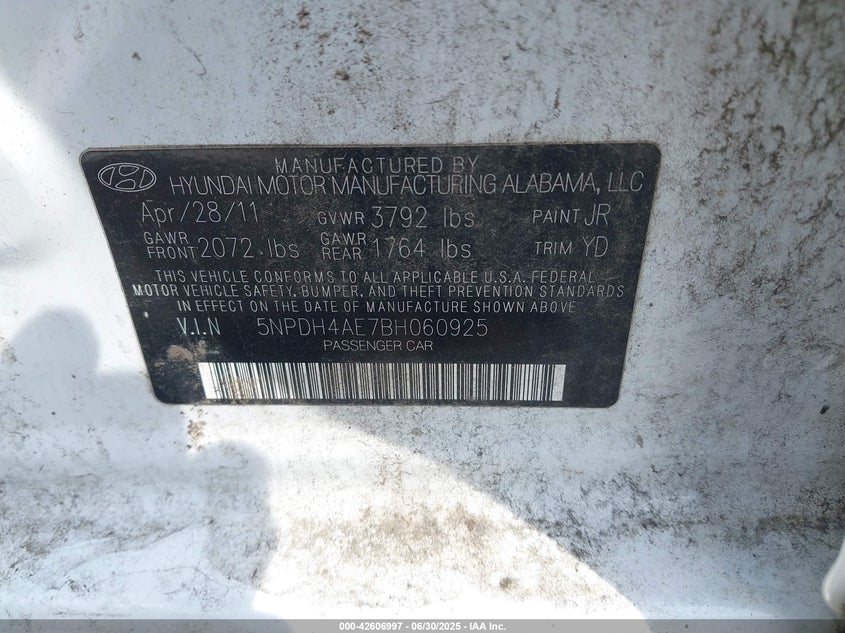 MANUFACTURED BY
HYUNDAI MOTOR MANUFACTURING ALABAMA, LLC
Apr/28/11 GVWR 3792 lbs PAINT JR
GAWR FRONT 2072 lbs GAWR REAR 1764 lbs TRIM YD
THIS VEHICLE CONFORMS TO ALL APPLICABLE U.S.A. FEDERAL
MOTOR VEHICLE SAFETY, BUMPER, AND THEFT PREVENTION STANDARDS
IN EFFECT ON THE DATE OF MANUFACTURE SHOWN ABOVE
V.I.N 5NPDH4AE7BH060925
PASSENGER CAR
000-42606997 - 06/30/2025 - IAA Inc.